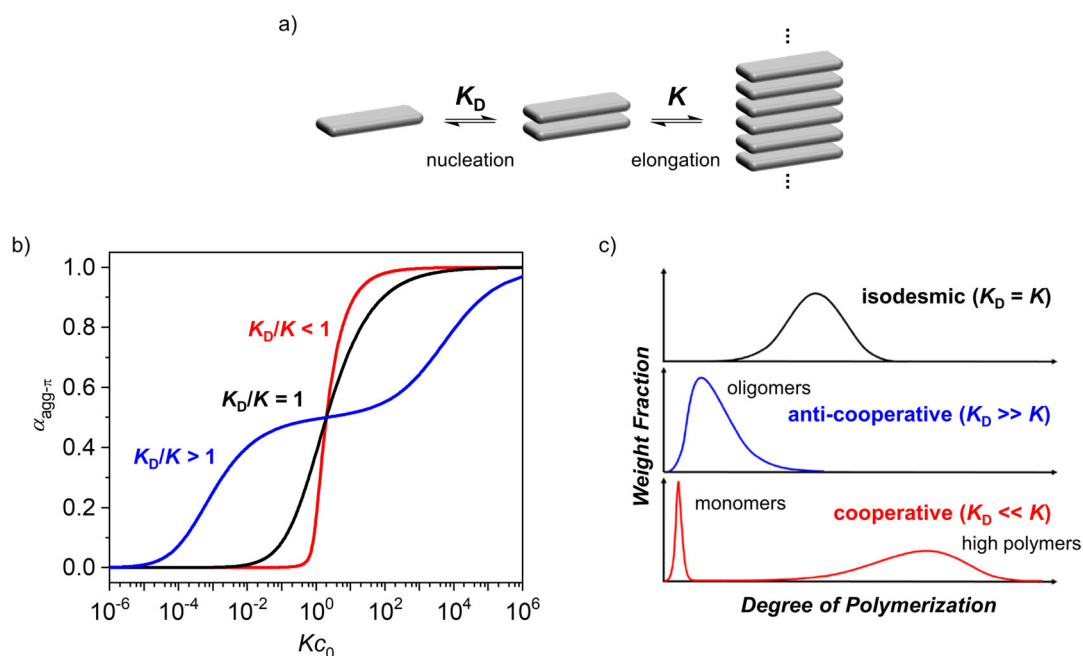 a)
K_D
K
nucleation
elongation
b)
α_agg-π
1.0
0.8
0.6
0.4
0.2
0.0
K_D/K < 1
K_D/K = 1
K_D/K > 1
10^-6
10^-4
10^-2
10^0
10^2
10^4
10^6
Kc_0
c)
Weight Fraction
isodesmic (K_D = K)
oligomers
anti-cooperative (K_D >> K)
monomers
cooperative (K_D << K)
high polymers
Degree of Polymerization